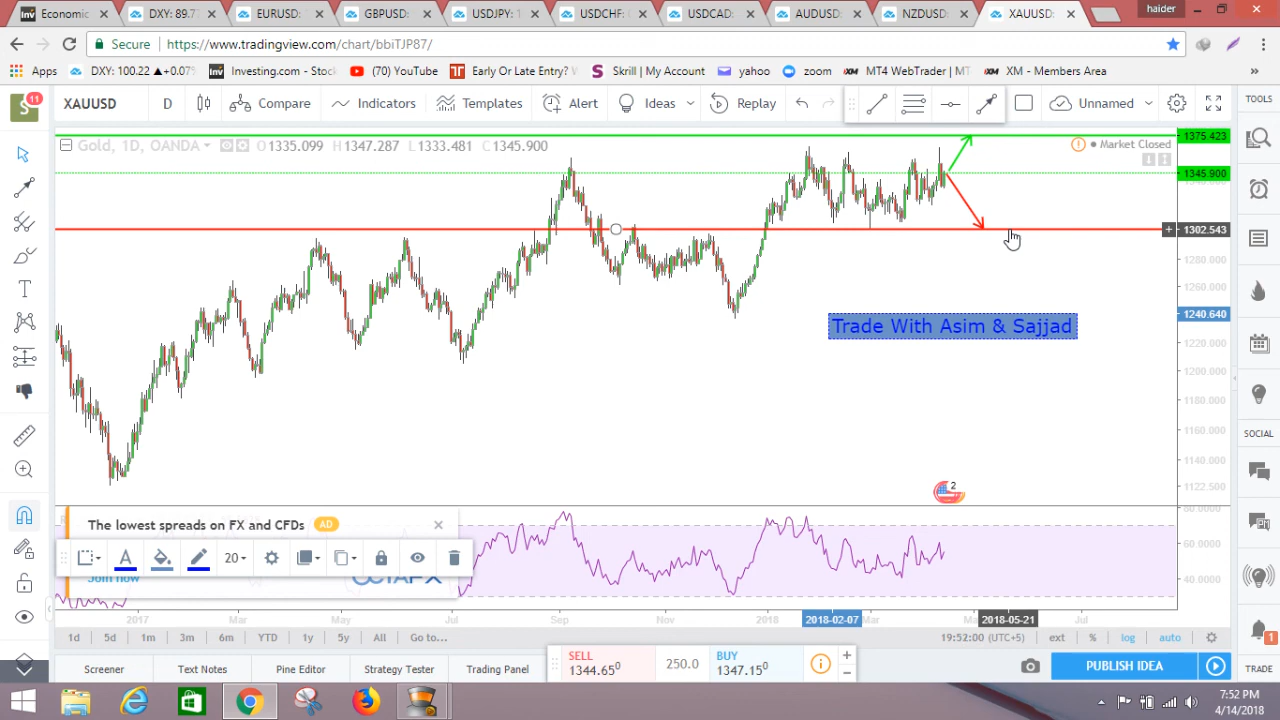 Economic
DXY: 89.7
EURUSD:
GBPUSD:
USDJPY: 1
USDCHF:
USDCAD:
AUDUSD:
NZDUSD:
XAUUSD:
haider
Secure
https://www.tradingview.com/chart/bbiTJP87/
Apps
DXY: 100.22 ▲+0.07%
Investing.com - Stock
(70) YouTube
Early Or Late Entry? W
Skrill | My Account
yahoo
zoom
MT4 WebTrader | MT
XM - Members Area
S
11
XAUUSD
D
Compare
Indicators
Templates
Alert
Ideas
Replay
Unnamed
TOOLS
Gold, 1D, OANDA
O1335.099 H1347.287 L1333.481 C1345.900
Market Closed
1375.423
1345.900
1302.543
1280.000
1260.000
1240.640
1220.000
1200.000
1180.000
1160.000
1140.000
1122.500
Trade With Asim & Sajjad
2
SOCIAL
The lowest spreads on FX and CFDs
AD
20
Join now
80.0000
60.0000
40.0000
2017
Mar
May
Jul
Sep
Nov
2018
2018-02-07
Mar
2018-05-21
Jul
1d
5d
1m
3m
6m
YTD
1y
5y
All
Go to...
19:52:00 (UTC+5)
ext
%
log
auto
1
Screener
Text Notes
Pine Editor
Strategy Tester
Trading Panel
SELL
1344.65⁰
250.0
BUY
1347.15⁰
PUBLISH IDEA
TRADE
7:52 PM
4/14/2018